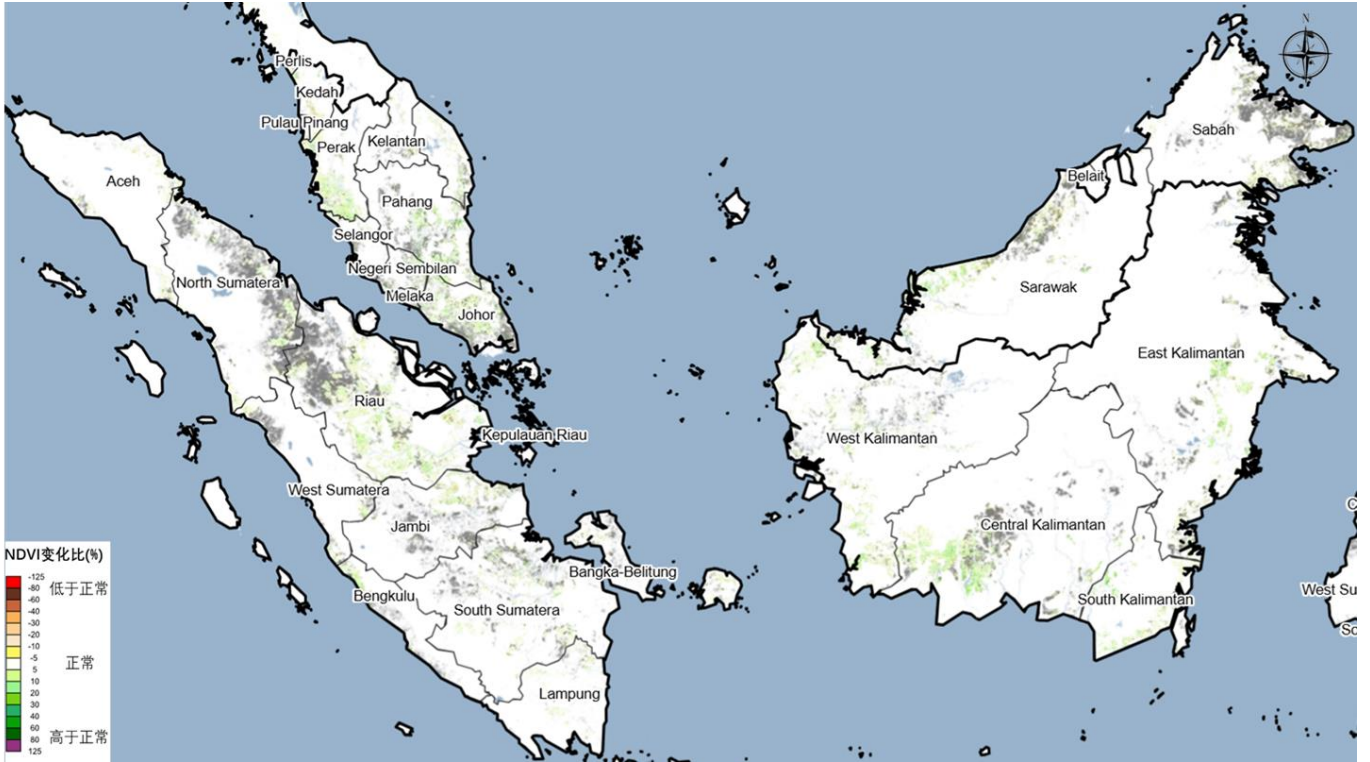 N
Perlis
Kedah
Pulau Pinang
Perak
Kelantan
Sabah
Aceh
Pahang
Belait
Selangor
Negeri Sembilan
North Sumatera
Melaka
Sarawak
Johor
East Kalimantan
Riau
Kepulauan Riau
West Kalimantan
West Sumatera
Jambi
Central Kalimantan
Bangka-Belitung
Bengkulu
South Sumatera
South Kalimantan
West Su
So
Lampung
NDVI变化比(%)
-125
-80 低于正常
-60
-40
-30
-20
-10
-5
正常
5
10
20
30
40
60
80 高于正常
125